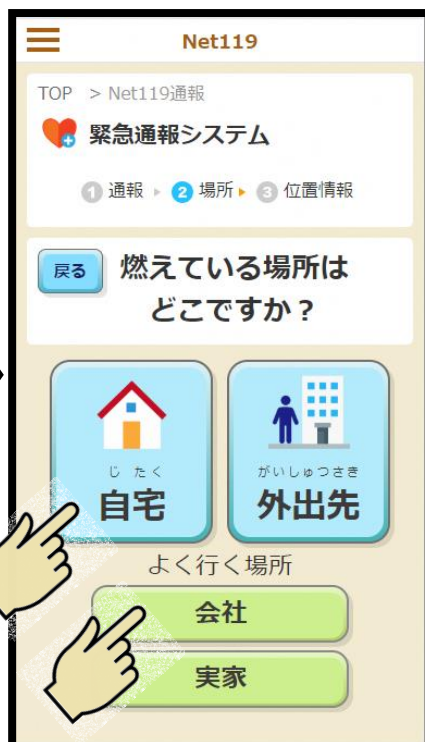 Net119
TOP > Net119通報
緊急通報システム
1 通報 ▸ 2 場所 ▸ 3 位置情報
戻る
燃えている場所は
どこですか？
じたく
自宅
がいしゅつさき
外出先
よく行く場所
会社
実家